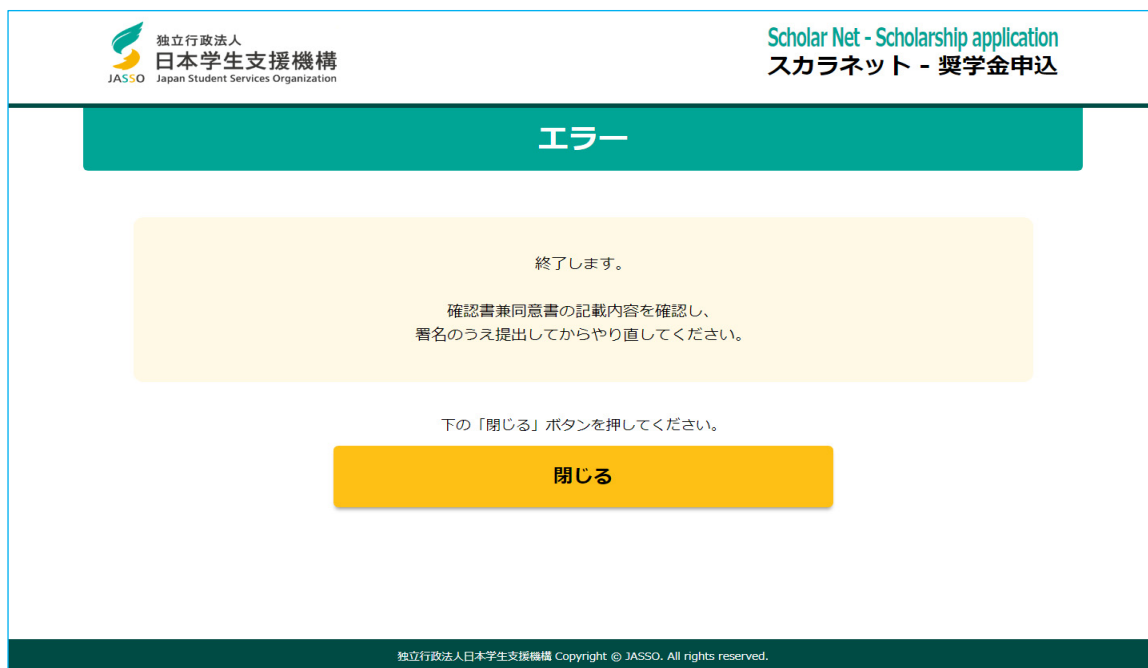 独立行政法人
日本学生支援機構
JASSO Japan Student Services Organization
Scholar Net - Scholarship application
スカラネット - 奨学金申込
エラー
終了します。
確認書兼同意書の記載内容を確認し、
署名のうえ提出してからやり直してください。
下の「閉じる」ボタンを押してください。
閉じる
独立行政法人日本学生支援機構 Copyright © JASSO. All rights reserved.